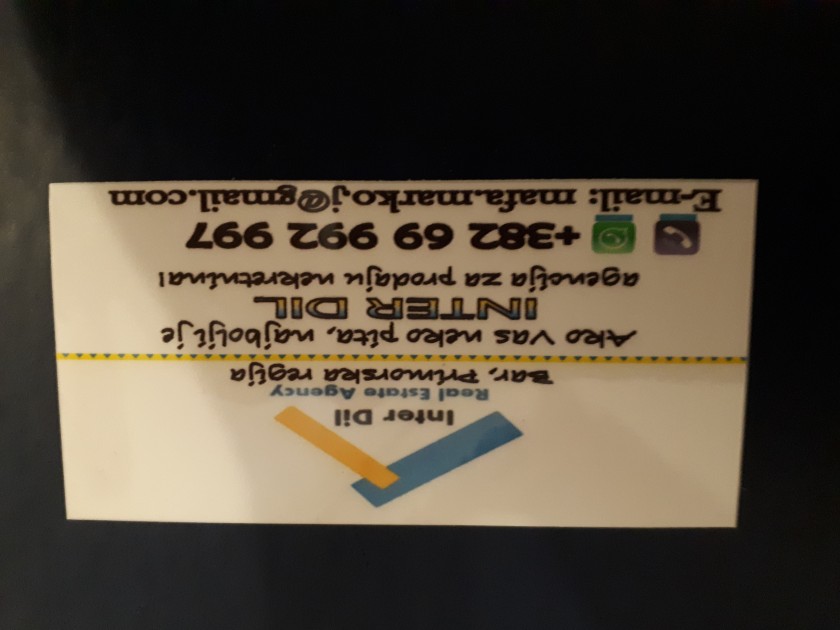 Inter Dil
Real Estate Agency
Bar, Primorska regija
Ako Vas neko pita, najbolji je
INTER DIL
agencija za prodaju nekretnina!
+382 69 992 997
E-mail: mafa.marko.j@gmail.com